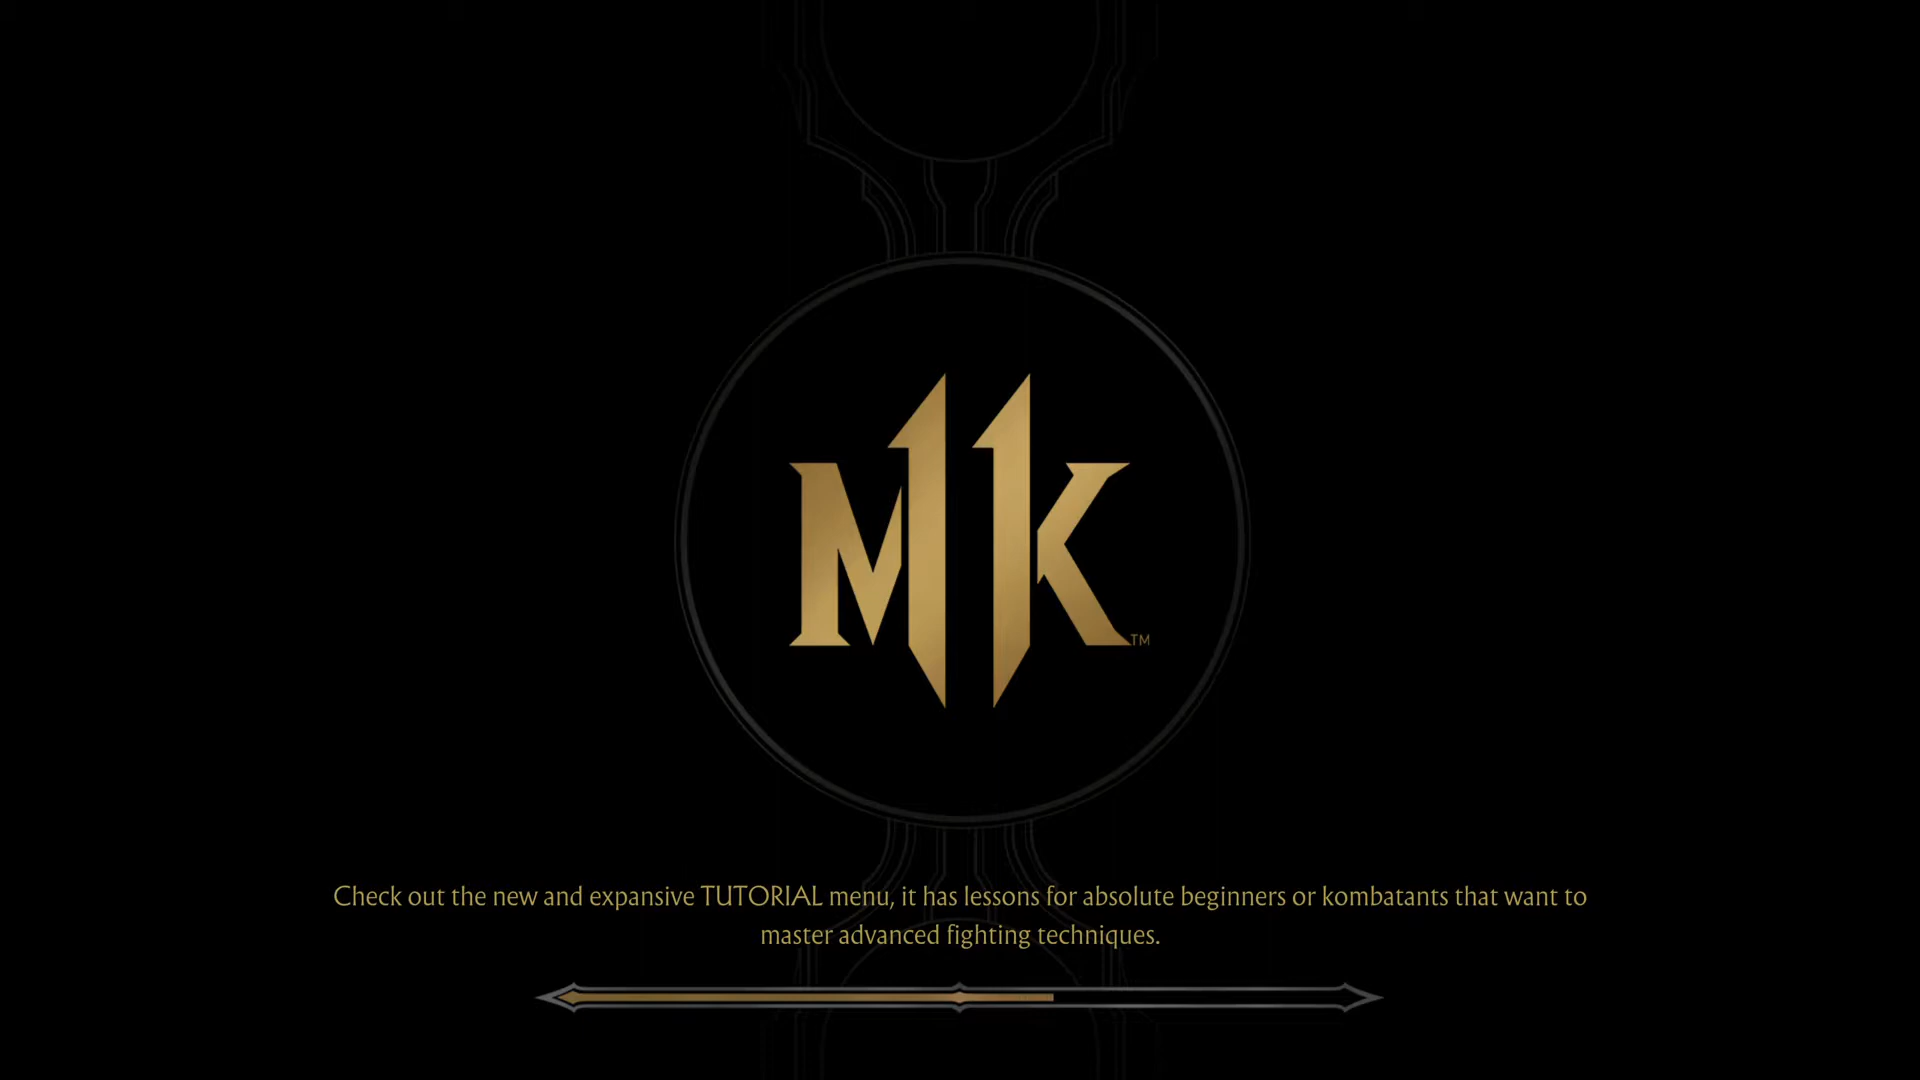 M11K™
Check out the new and expansive TUTORIAL menu, it has lessons for absolute beginners or kombatants that want to
master advanced fighting techniques.